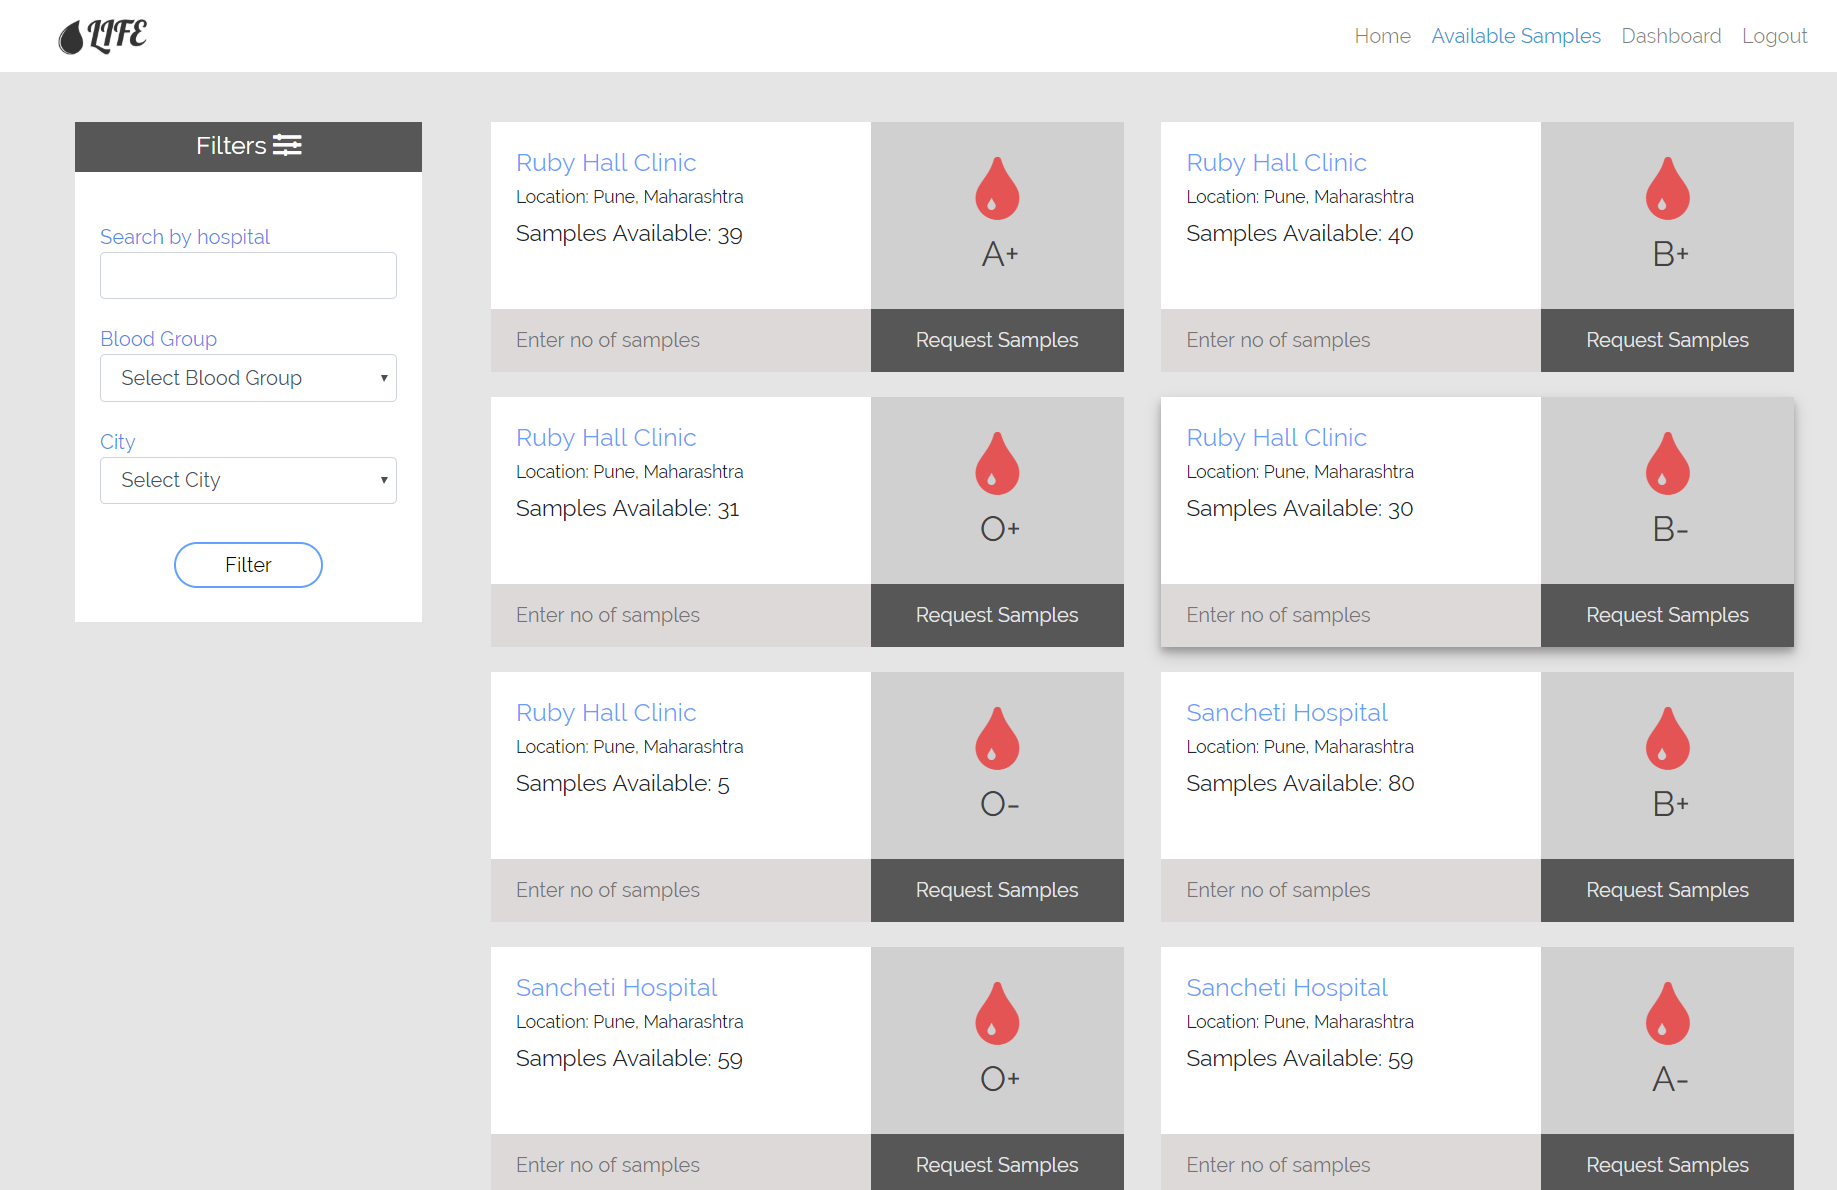 LIFE
Home Available Samples Dashboard Logout
Filters
Search by hospital
Blood Group
Select Blood Group
City
Select City
Filter
Ruby Hall Clinic
Location: Pune, Maharashtra
Samples Available: 39
A+
Enter no of samples
Request Samples
Ruby Hall Clinic
Location: Pune, Maharashtra
Samples Available: 40
B+
Enter no of samples
Request Samples
Ruby Hall Clinic
Location: Pune, Maharashtra
Samples Available: 31
O+
Enter no of samples
Request Samples
Ruby Hall Clinic
Location: Pune, Maharashtra
Samples Available: 30
B-
Enter no of samples
Request Samples
Ruby Hall Clinic
Location: Pune, Maharashtra
Samples Available: 5
O-
Enter no of samples
Request Samples
Sancheti Hospital
Location: Pune, Maharashtra
Samples Available: 80
B+
Enter no of samples
Request Samples
Sancheti Hospital
Location: Pune, Maharashtra
Samples Available: 59
O+
Enter no of samples
Request Samples
Sancheti Hospital
Location: Pune, Maharashtra
Samples Available: 59
A-
Enter no of samples
Request Samples